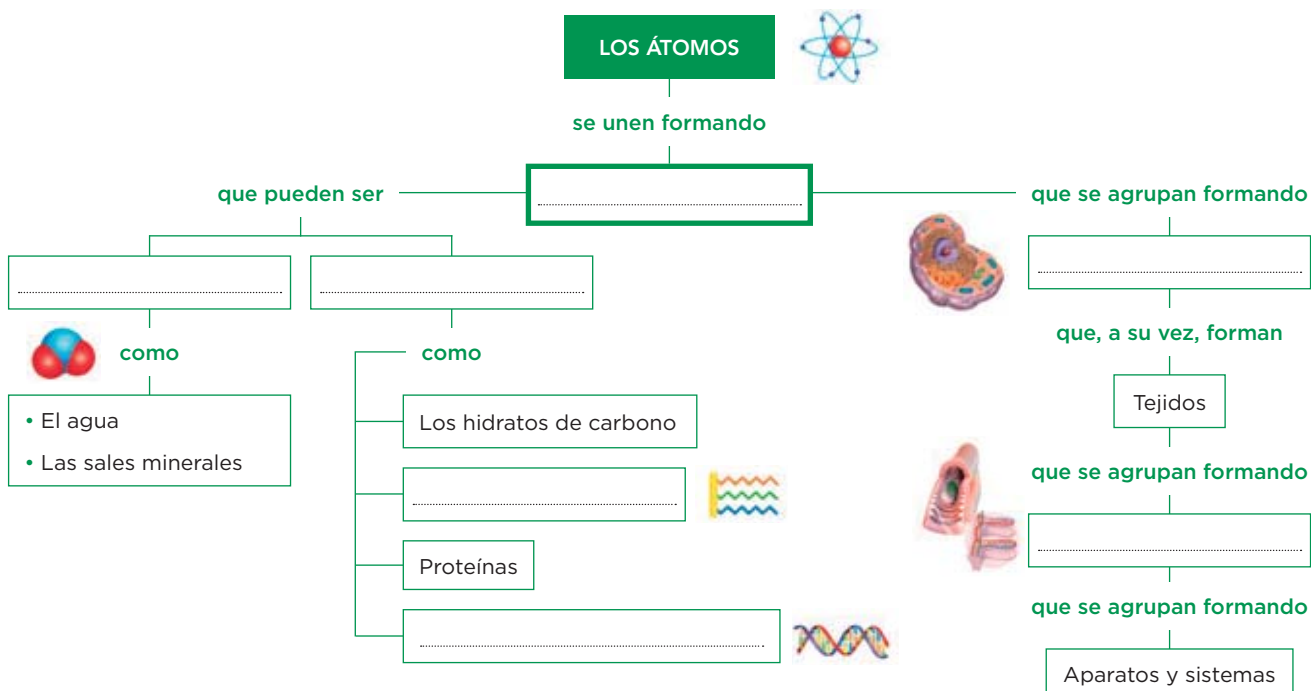 LOS ÁTOMOS
se unen formando
que pueden ser
que se agrupan formando
como
como
que, a su vez, forman
• El agua
• Las sales minerales
Los hidratos de carbono
Proteínas
Tejidos
que se agrupan formando
que se agrupan formando
Aparatos y sistemas